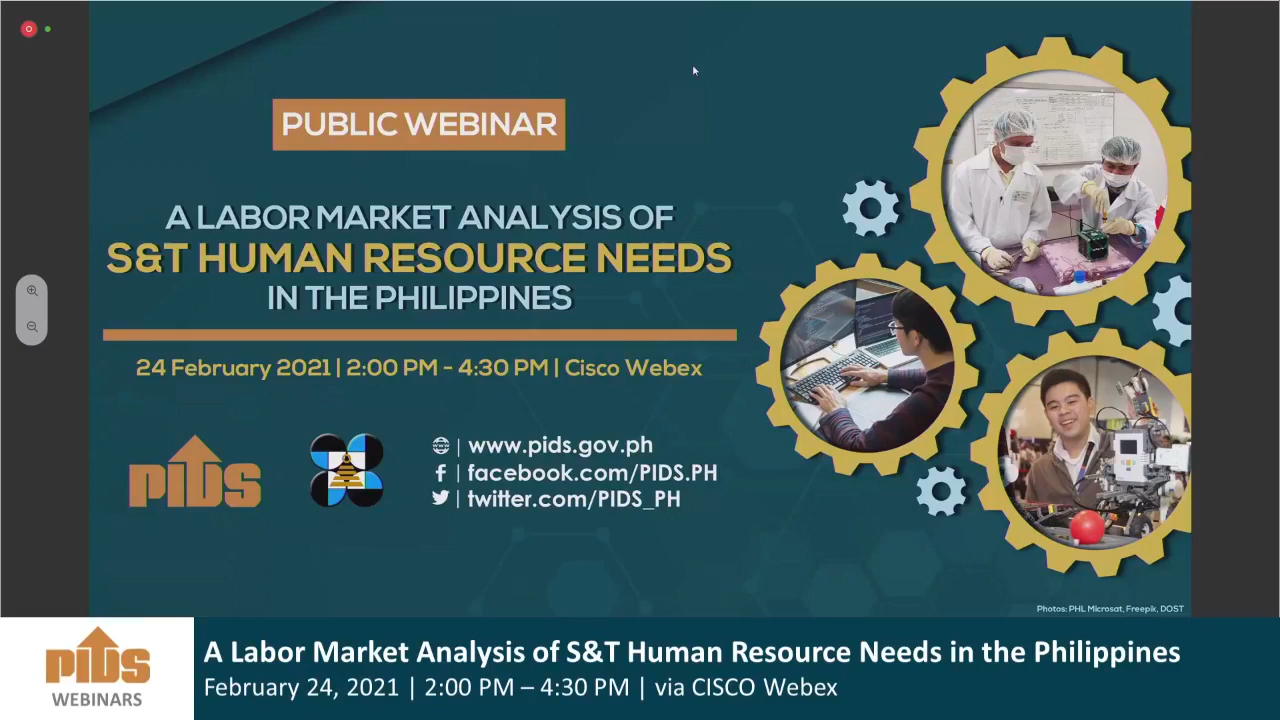 PUBLIC WEBINAR
A LABOR MARKET ANALYSIS OF
S&T HUMAN RESOURCE NEEDS
IN THE PHILIPPINES
24 February 2021 | 2:00 PM - 4:30 PM | Cisco Webex
PIDS
www.pids.gov.ph
facebook.com/PIDS.PH
twitter.com/PIDS_PH
Photos: PHL Microsat, Freepik, DOST
PIDS
WEBINARS
A Labor Market Analysis of S&T Human Resource Needs in the Philippines
February 24, 2021 | 2:00 PM – 4:30 PM | via CISCO Webex